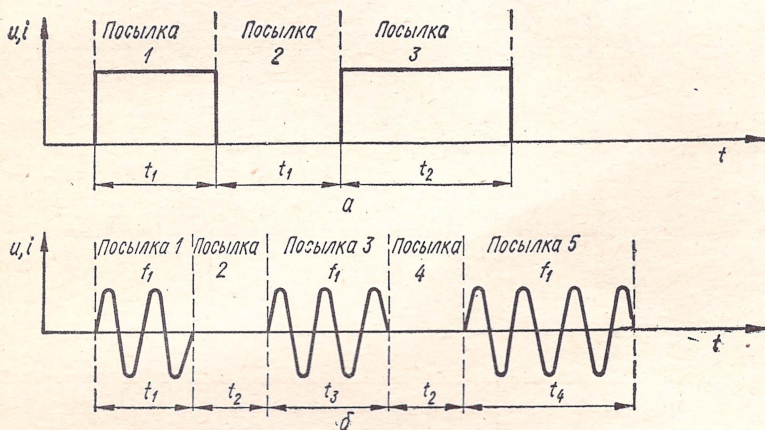 u,i Посылка Посылка Посылка
1 2 3
t
t₁ t₁ t₂
а
u,i Посылка 1 Посылка Посылка 3 Посылка Посылка 5
f₁ 2 f₁ 4 f₁
t
t₁ t₂ t₃ t₂ t₄
б